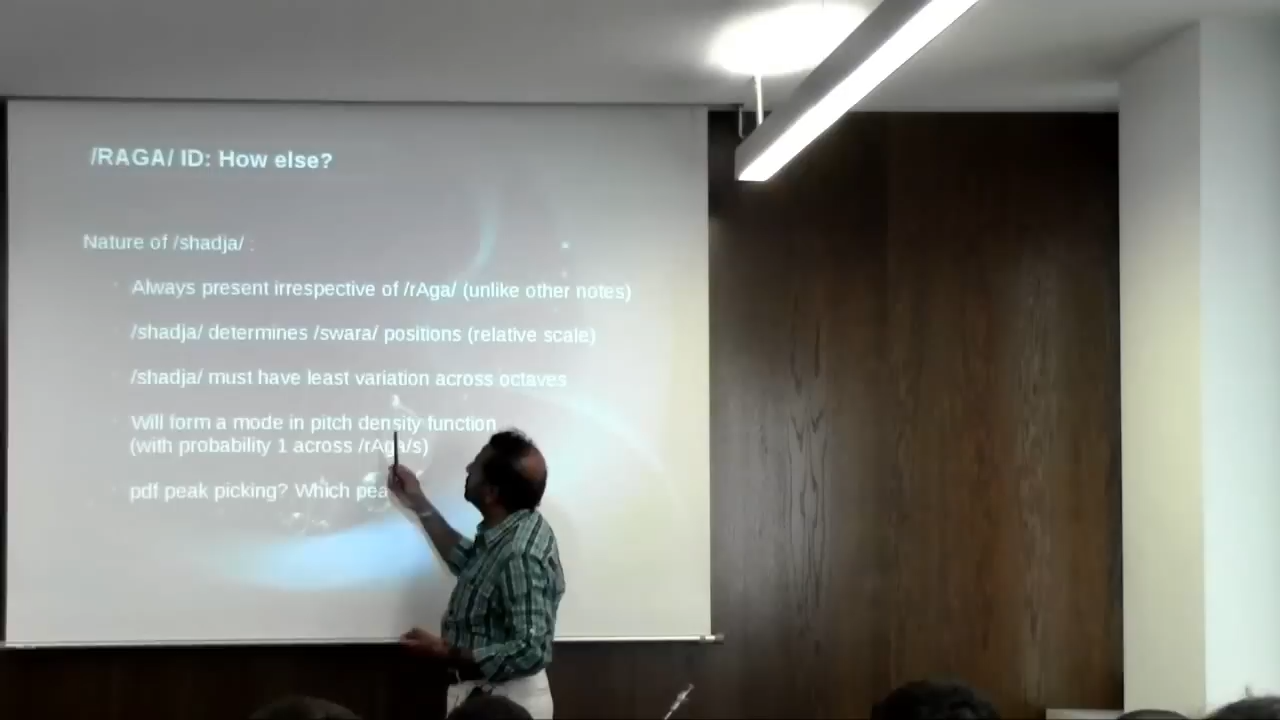 /RAGA/ ID: How else?
Nature of /shadja/ :
Always present irrespective of /rAga/ (unlike other notes)
/shadja/ determines /swara/ positions (relative scale)
/shadja/ must have least variation across octaves
Will form a mode in pitch density function
(with probability 1 across /rAga/s)
pdf peak picking? Which